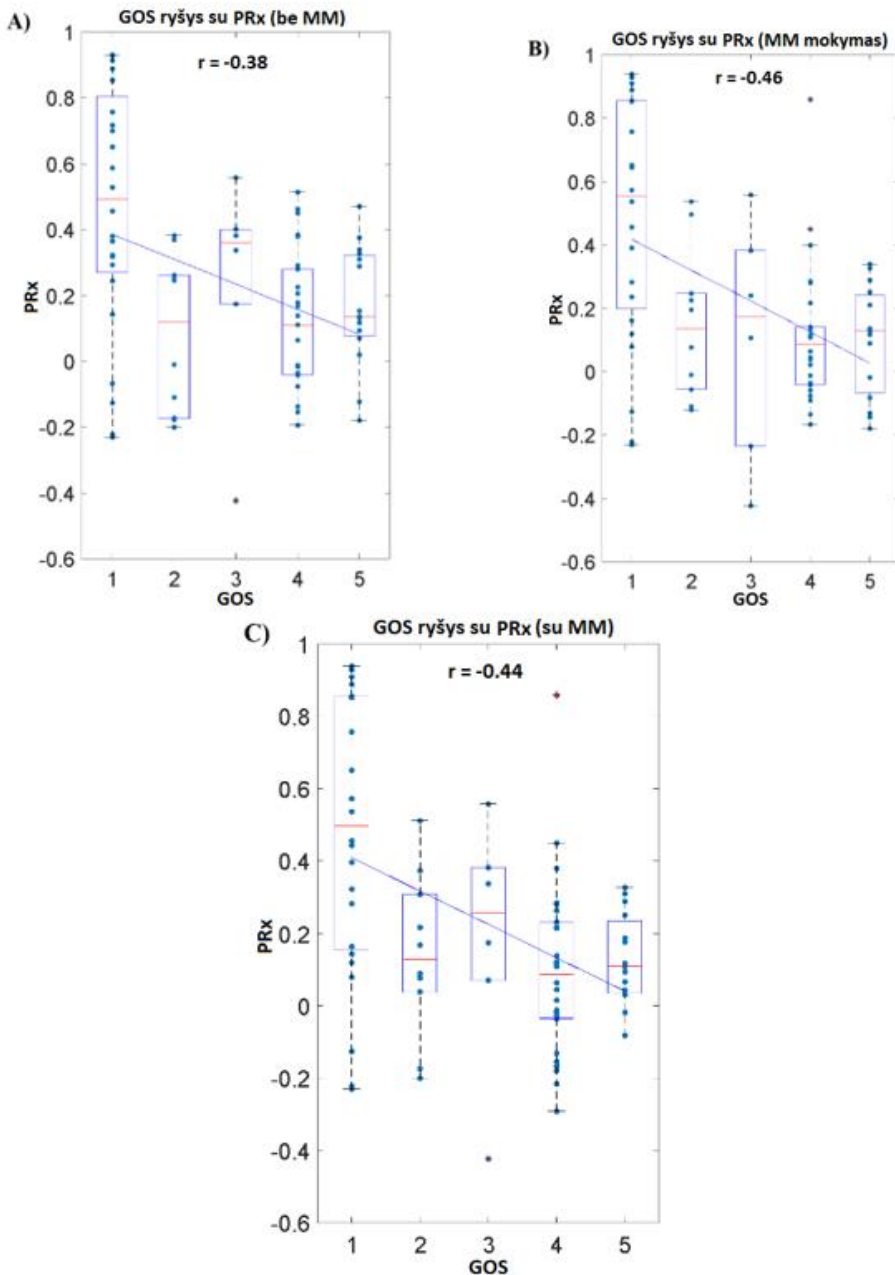 A)
GOS ryšys su PRx (be MM)
r = -0.38
1
0.8
0.6
0.4
0.2
0
-0.2
-0.4
-0.6
PRx
1 2 3 4 5
GOS
B)
GOS ryšys su PRx (MM mokymas)
r = -0.46
1
0.8
0.6
0.4
0.2
0
-0.2
-0.4
-0.6
PRx
1 2 3 4 5
GOS
C)
GOS ryšys su PRx (su MM)
r = -0.44
1
0.8
0.6
0.4
0.2
0
-0.2
-0.4
-0.6
PRx
1 2 3 4 5
GOS